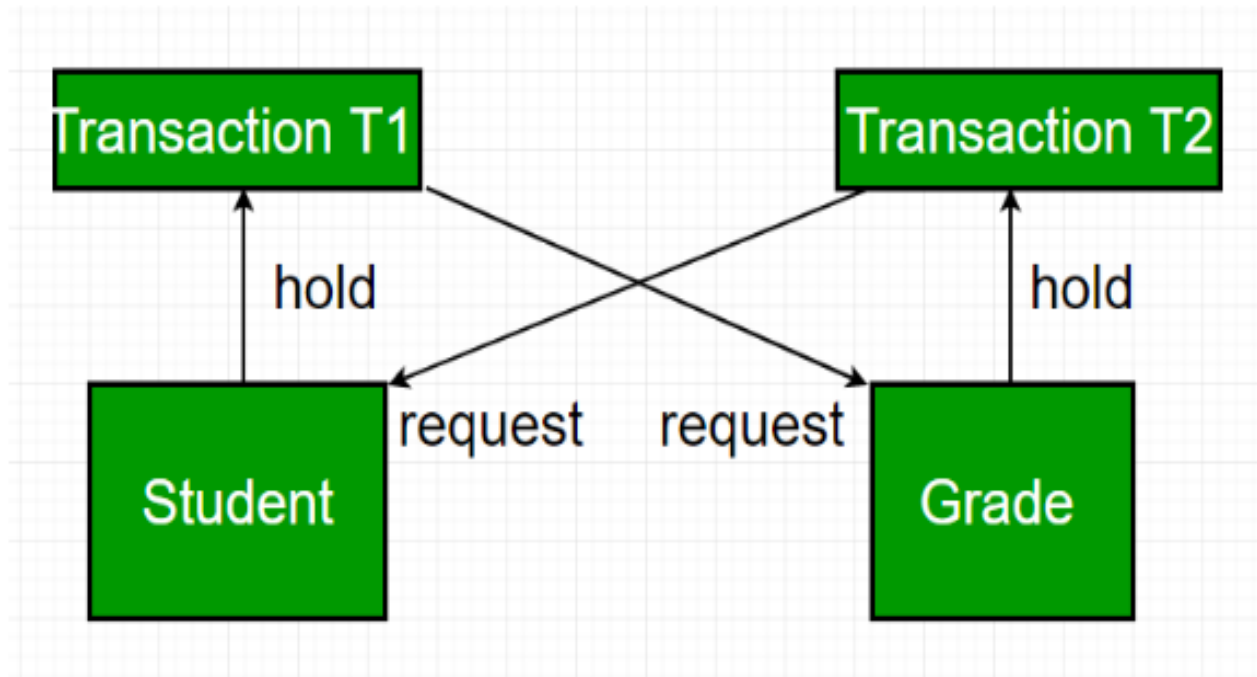 Transaction T1
Transaction T2
hold
hold
request
request
Student
Grade